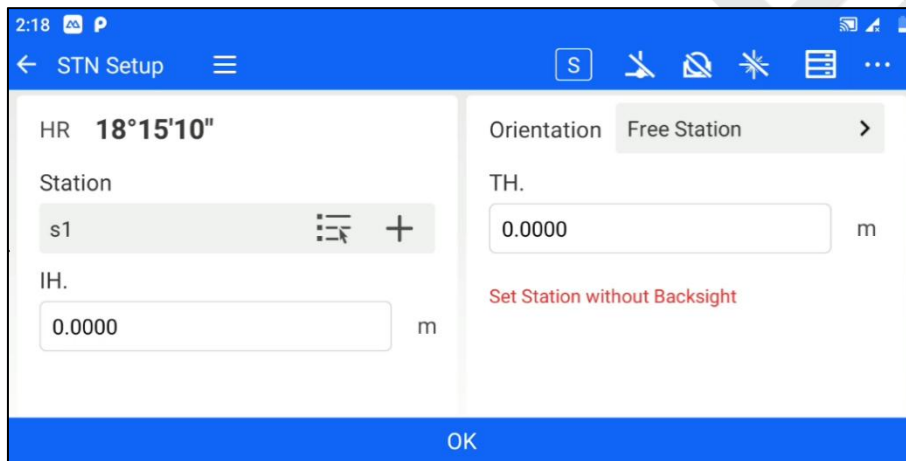 2:18
STN Setup
S
HR 18°15'10"
Station
s1
IH.
0.0000 m
Orientation Free Station
TH.
0.0000 m
Set Station without Backsight
OK